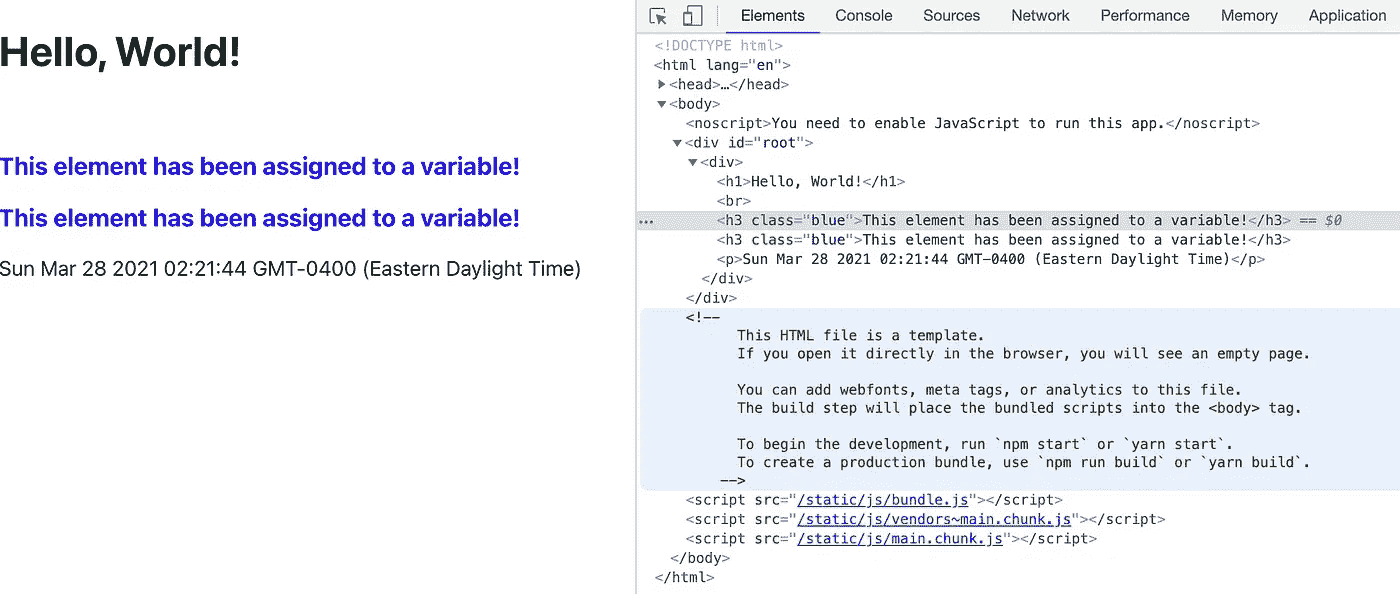 Hello, World!
This element has been assigned to a variable!
This element has been assigned to a variable!
Sun Mar 28 2021 02:21:44 GMT-0400 (Eastern Daylight Time)
Elements Console Sources Network Performance Memory Application
<!DOCTYPE html>
<html lang="en">
<head>…</head>
<body>
<noscript>You need to enable JavaScript to run this app.</noscript>
<div id="root">
<div>
<h1>Hello, World!</h1>
<br>
<h3 class="blue">This element has been assigned to a variable!</h3> == $0
<h3 class="blue">This element has been assigned to a variable!</h3>
<p>Sun Mar 28 2021 02:21:44 GMT-0400 (Eastern Daylight Time)</p>
</div>
</div>
<!--
This HTML file is a template.
If you open it directly in the browser, you will see an empty page.
You can add webfonts, meta tags, or analytics to this file.
The build step will place the bundled scripts into the <body> tag.
To begin the development, run `npm start` or `yarn start`.
To create a production bundle, use `npm run build` or `yarn build`.
-->
<script src="/static/js/bundle.js"></script>
<script src="/static/js/vendors~main.chunk.js"></script>
<script src="/static/js/main.chunk.js"></script>
</body>
</html>